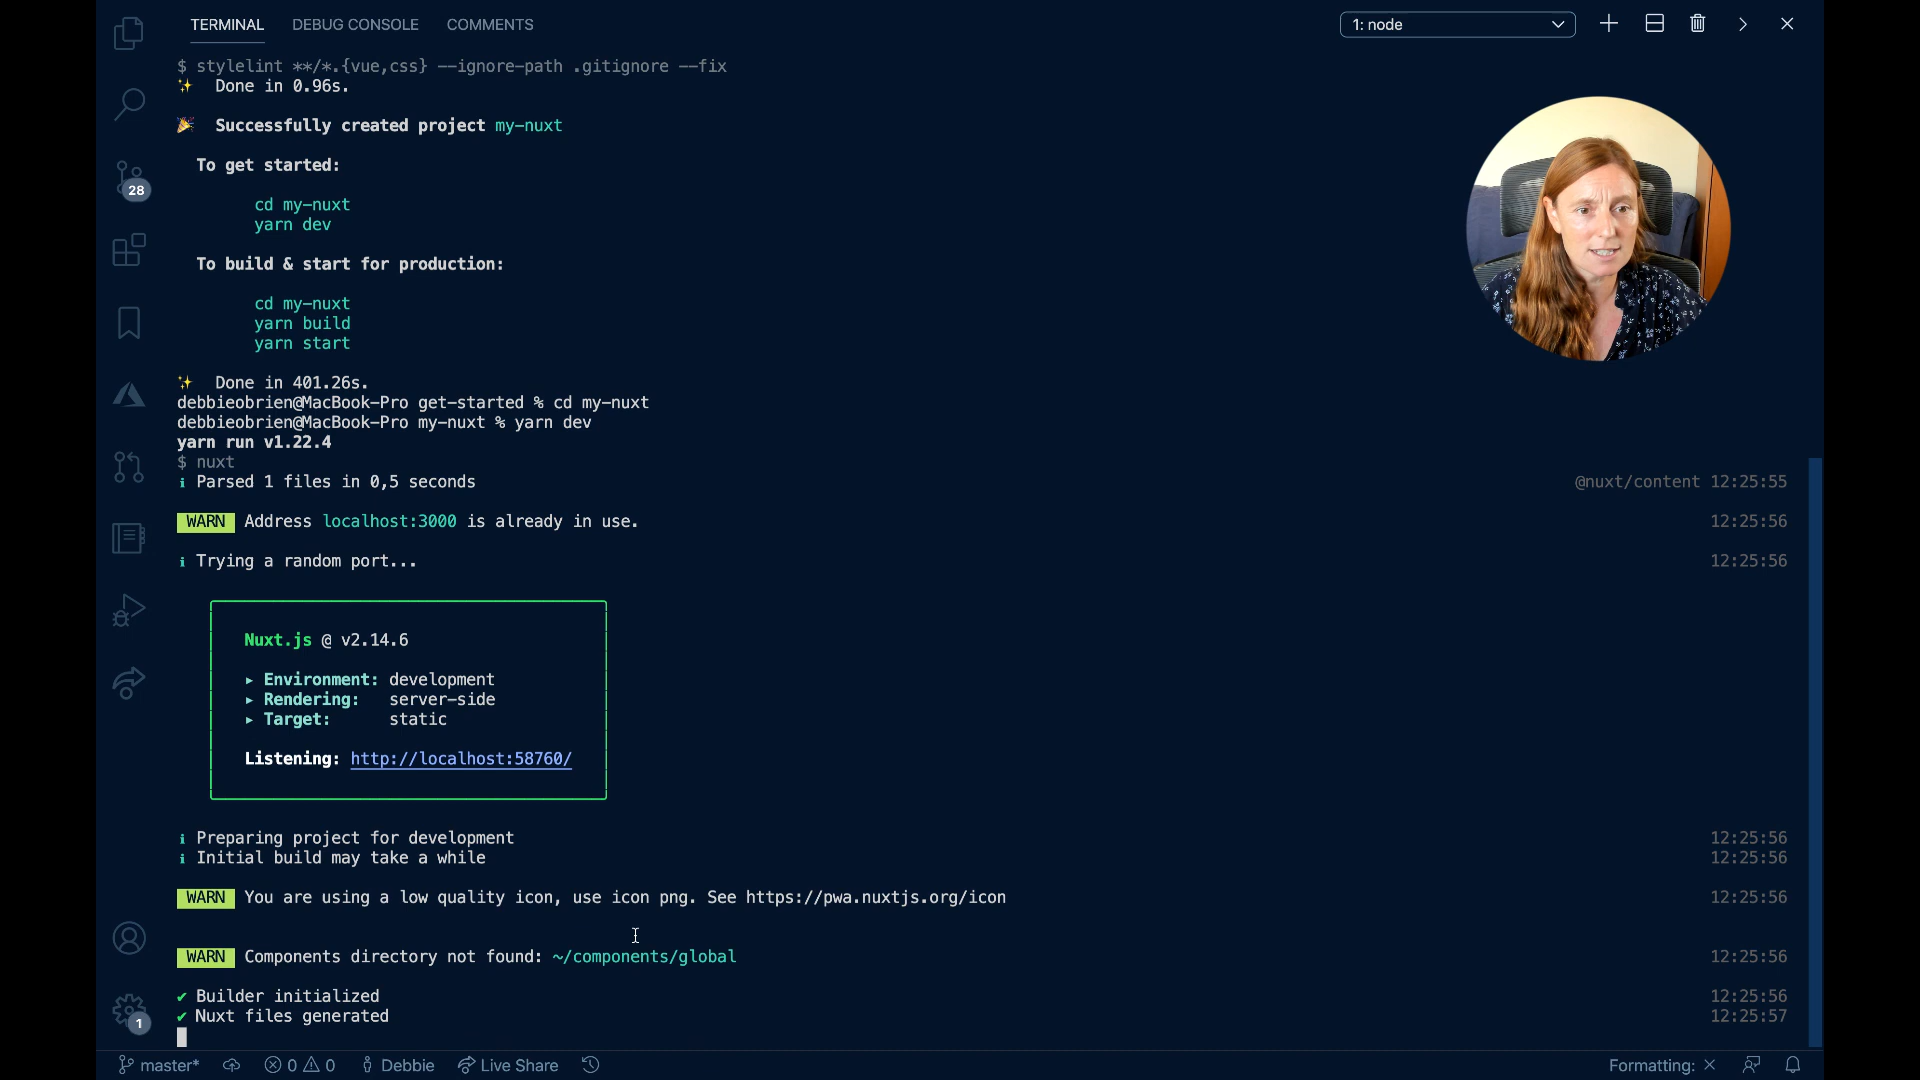 TERMINAL DEBUG CONSOLE COMMENTS 1: node
$ stylelint **/*.{vue,css} --ignore-path .gitignore --fix
✨ Done in 0.96s.
🎉 Successfully created project my-nuxt
To get started:
cd my-nuxt
yarn dev
To build & start for production:
cd my-nuxt
yarn build
yarn start
✨ Done in 401.26s.
debbieobrien@MacBook-Pro get-started % cd my-nuxt
debbieobrien@MacBook-Pro my-nuxt % yarn dev
yarn run v1.22.4
$ nuxt
ℹ Parsed 1 files in 0,5 seconds @nuxt/content 12:25:55
WARN Address localhost:3000 is already in use. 12:25:56
ℹ Trying a random port... 12:25:56
Nuxt.js @ v2.14.6
▸ Environment: development
▸ Rendering: server-side
▸ Target: static
Listening: http://localhost:58760/
ℹ Preparing project for development 12:25:56
ℹ Initial build may take a while 12:25:56
WARN You are using a low quality icon, use icon png. See https://pwa.nuxtjs.org/icon 12:25:56
WARN Components directory not found: ~/components/global 12:25:56
✔ Builder initialized 12:25:56
✔ Nuxt files generated 12:25:57
28
1
master* 0 0 Debbie Live Share Formatting: ×